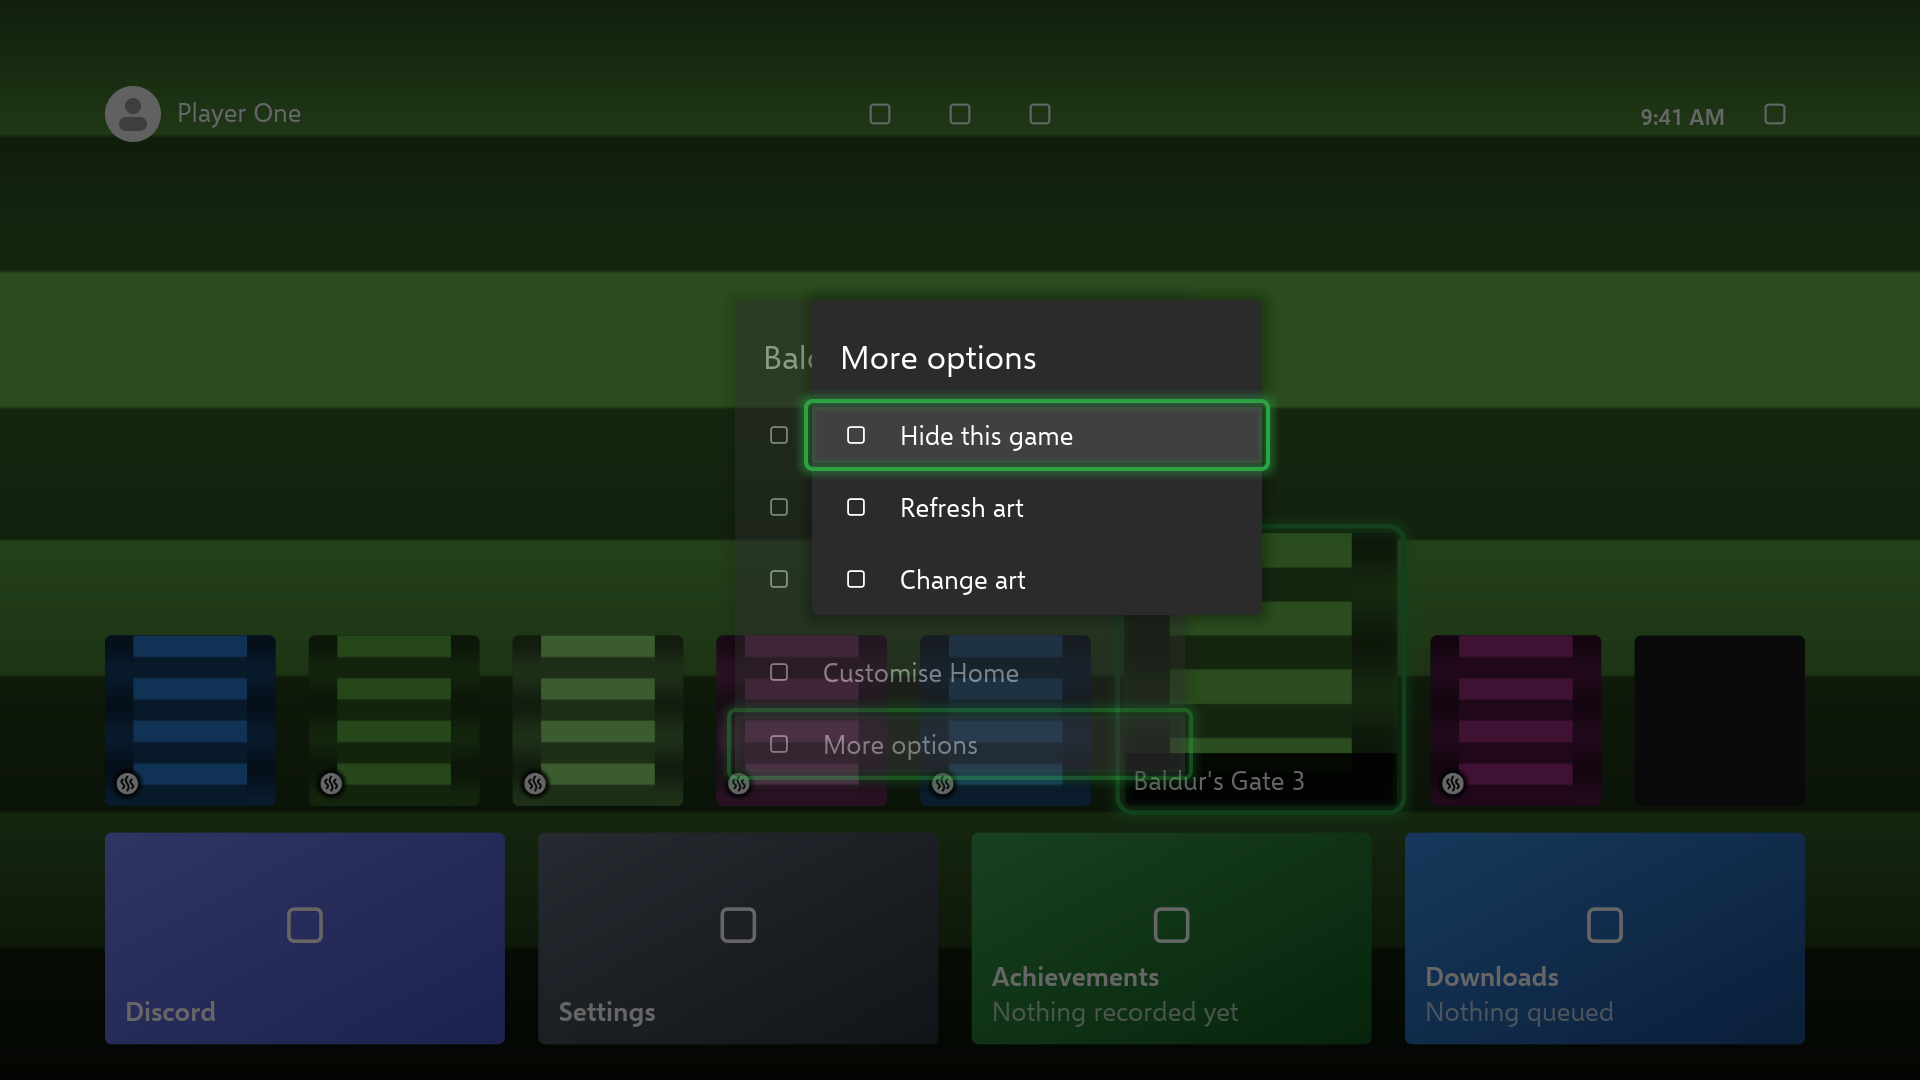 Player One
9:41 AM
More options
Hide this game
Refresh art
Change art
Customise Home
More options
Baldur's Gate 3
Discord
Settings
Achievements
Nothing recorded yet
Downloads
Nothing queued